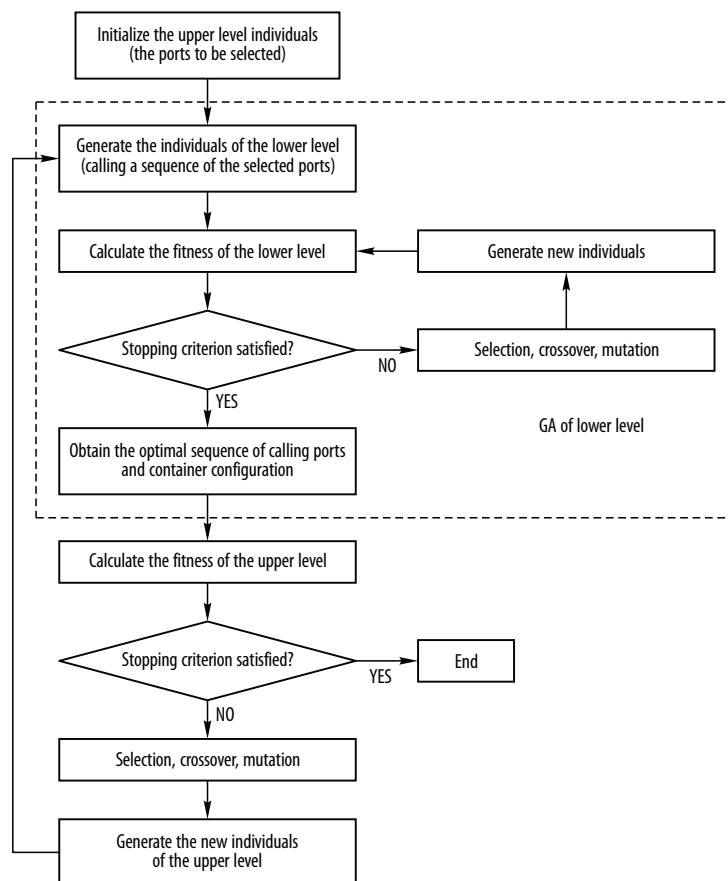 Initialize the upper level individuals
(the ports to be selected)
Generate the individuals of the lower level
(calling a sequence of the selected ports)
Calculate the fitness of the lower level
Generate new individuals
Stopping criterion satisfied?
NO
Selection, crossover, mutation
YES
GA of lower level
Obtain the optimal sequence of calling ports
and container configuration
Calculate the fitness of the upper level
Stopping criterion satisfied?
YES
End
NO
Selection, crossover, mutation
Generate the new individuals
of the upper level